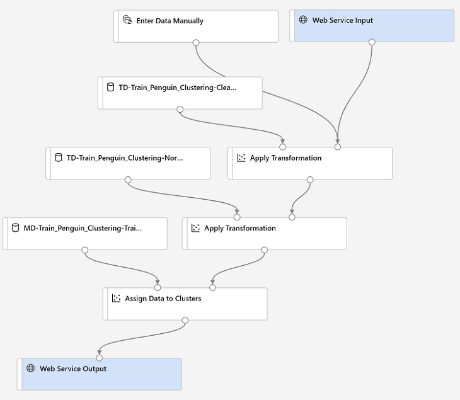 Enter Data Manually
Web Service Input
TD-Train_Penguin_Clustering-Clea...
TD-Train_Penguin_Clustering-Nor...
Apply Transformation
MD-Train_Penguin_Clustering-Trai...
Apply Transformation
Assign Data to Clusters
Web Service Output